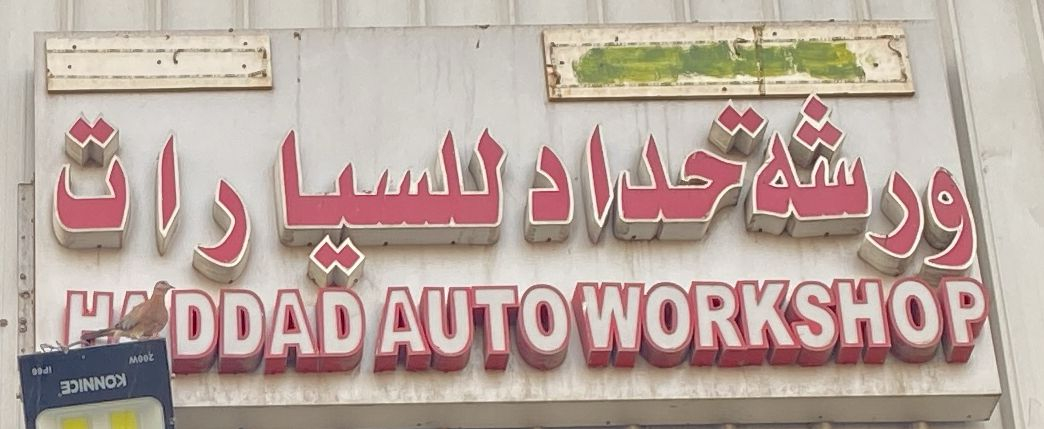 ورشة حداد للسيارات
HADDAD AUTO WORKSHOP
KONNICE
200W
IP66